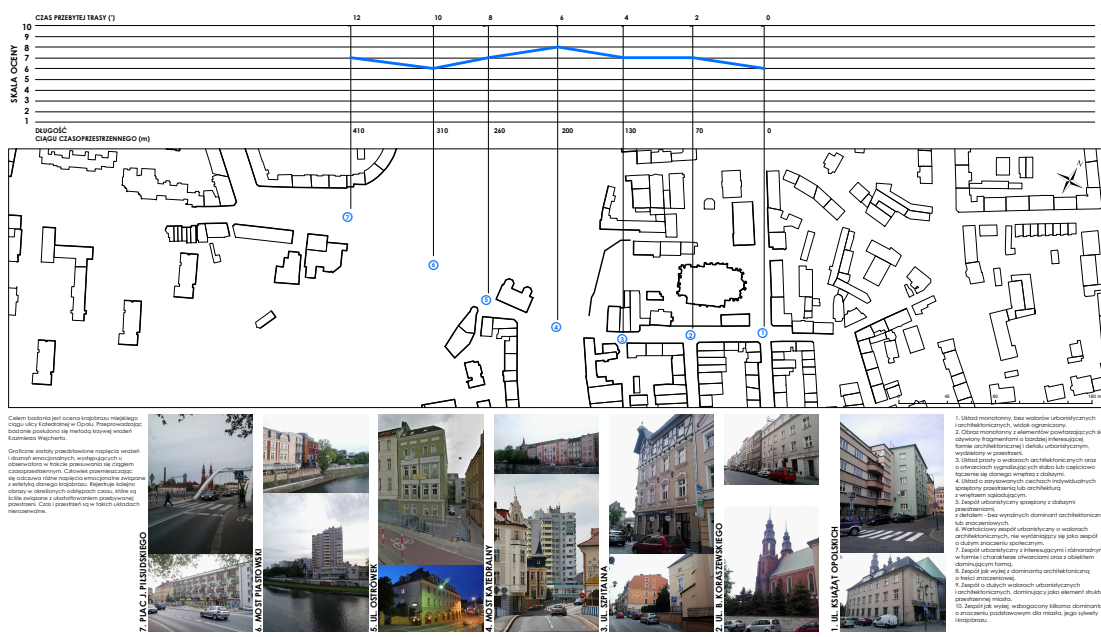 CZAS PRZEBYTEJ TRASY (')
12 10 8 6 4 2 0
SKALA OCENY
10
9
8
7
6
5
4
3
2
1
DŁUGOŚĆ
CIĄGU CZASOPRZESTRZENNEGO (m)
410 310 260 200 130 70 0
N
7
6
5
4
3
2
1
45 90 180 m
Celem badania jest ocena krajobrazu miejskiego
ciągu ulicy Katedralnej w Opolu. Przeprowadzając
badanie posłużono się metodą krzywej wrażeń
Kazimierza Wejcherta.
Graficzne zostały przedstawione napięcia wrażeń
i doznań emocjonalnych, występujących u
obserwatora w trakcie przesuwania się ciągiem
czasoprzestrzennym. Człowiek przemieszczając
się odczuwa różne napięcia emocjonalne związane
z estetyką danego krajobrazu. Rejestruje kolejno
obrazy w określonych odstępach czasu, które są
ściśle związane z ukształtowaniem przebywanej
przestrzeni. Czas i przestrzeń są w takich układach
nierozerwalne.
7. PLAC J. PIŁSUDSKIEGO
6. MOST PIASTOWSKI
5. UL. OSTRÓWEK
4. MOST KATEDRALNY
3. UL. SZPITALNA
2. UL. B. KORASZEWSKIEGO
1. UL. KSIĄŻĄT OPOLSKICH
1. Układ monotonny, bez walorów urbanistycznych
i architektonicznych, widok ograniczony.
2. Obraz monotonny z elementów powtarzających si
ożywiony fragmentami o bardziej interesującej
formie architektonicznej i detalu urbanistycznym,
wydzielony w przestrzeni.
3. Układ prosty o walorach architektonicznych oraz
o otwarciach sygnalizujących słabo lub częściowo
łączenie się danego wnętrza z dalszymi.
4. Układ o zarysowanych cechach indywidualnych
sprzężony przestrzenią lub architekturą
z wnętrzem sąsiadującym.
5. Zespół urbanistyczny sprzężony z dalszymi
przestrzeniami,
z detalem - bez wyraźnych dominant architektoniczn
lub znaczeniowych.
6. Wartościowy zespół urbanistyczny o walorach
architektonicznych, nie wyróżniający się jako zespół
o dużym znaczeniu społecznym.
7. Zespół urbanistyczny z interesującymi i różnorodnym
w formie i charakterze otwarciami oraz z obiektem
dominującym formą.
8. Zespół jak wyżej z dominantą architektoniczną
o treści znaczeniowej.
9. Zespół o dużych walorach urbanistycznych
i architektonicznych, dominujący jako element struktu
przestrzennej miasta.
10. Zespół jak wyżej, wzbogacony kilkoma dominanta
o znaczeniu podstawowym dla miasta, jego sylwety
i krajobrazu.